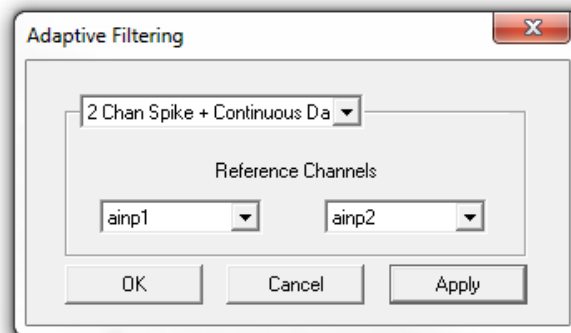 Adaptive Filtering
2 Chan Spike + Continuous Da
Reference Channels
ainp1 ainp2
OK Cancel Apply